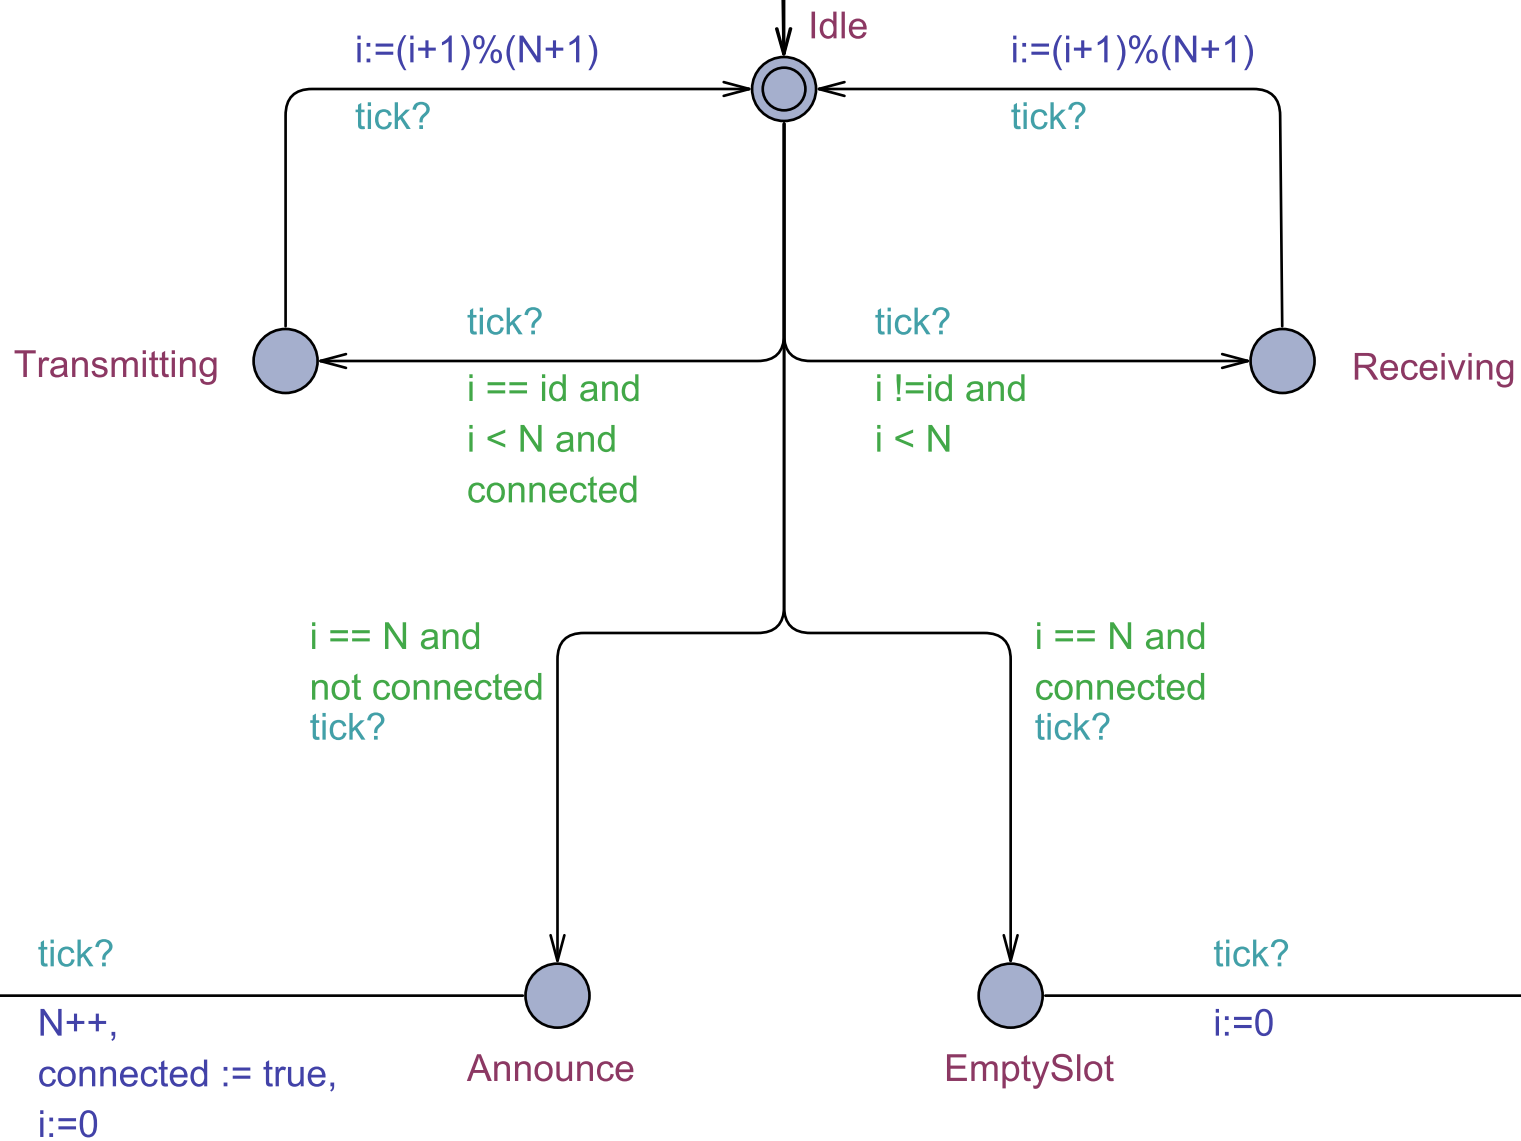 Idle
i:=(i+1)%(N+1)
i:=(i+1)%(N+1)
tick?
tick?
tick?
tick?
Transmitting
Receiving
i == id and
i < N and
connected
i !=id and
i < N
i == N and
not connected
tick?
i == N and
connected
tick?
tick?
N++,
connected := true,
i:=0
Announce
EmptySlot
tick?
i:=0